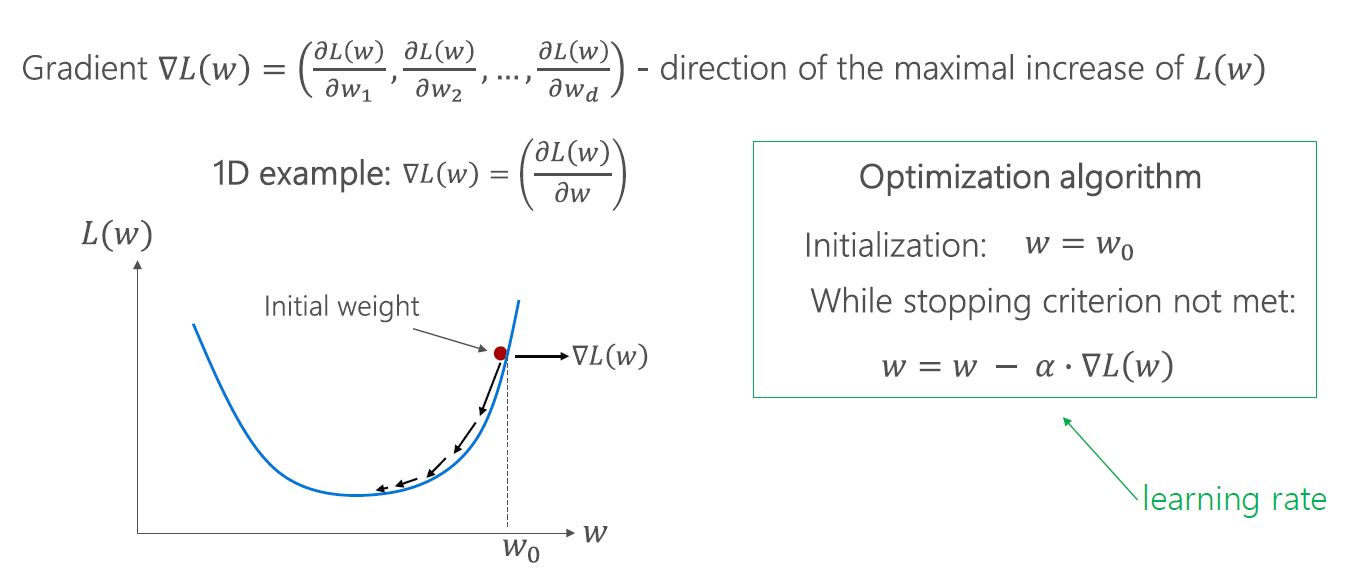 Gradient ∇L(w) = (∂L(w)/∂w₁, ∂L(w)/∂w₂, ..., ∂L(w)/∂w_d) - direction of the maximal increase of L(w)
1D example: ∇L(w) = (∂L(w)/∂w)
L(w)
Initial weight
∇L(w)
w
w₀
Optimization algorithm
Initialization: w = w₀
While stopping criterion not met:
w = w − α · ∇L(w)
learning rate